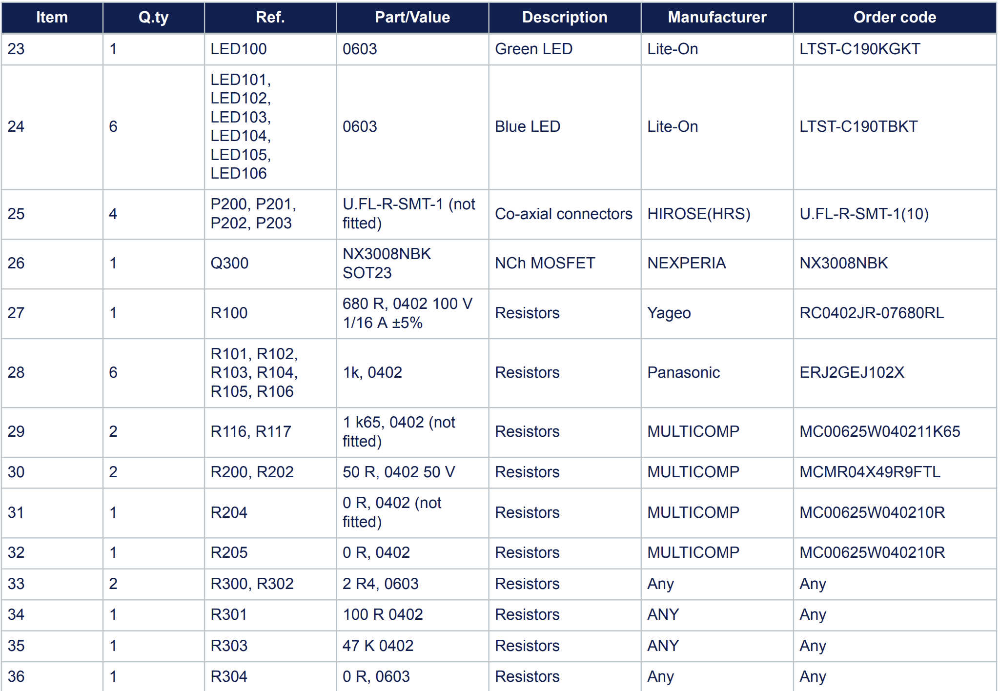 Item Q.ty Ref. Part/Value Description Manufacturer Order code
23 1 LED100 0603 Green LED Lite-On LTST-C190KGKT
LED101,
LED102,
LED103,
24 6 0603 Blue LED Lite-On LTST-C190TBKT
LED104,
LED105,
LED106
P200, P201, U.FL-R-SMT-1 (not
25 4 Co-axial connectors HIROSE(HRS) U.FL-R-SMT-1(10)
P202, P203 fitted)
NX3008NBK
26 1 Q300 NCh MOSFET NEXPERIA NX3008NBK
SOT23
680 R, 0402 100 V
27 1 R100 Resistors Yageo RC0402JR-07680RL
1/16 A ±5%
R101, R102,
28 6 R103, R104, 1k, 0402 Resistors Panasonic ERJ2GEJ102X
R105, R106
1 k65, 0402 (not
29 2 R116, R117 Resistors MULTICOMP MC00625W040211K65
fitted)
30 2 R200, R202 50 R, 0402 50 V Resistors MULTICOMP MCMR04X49R9FTL
0 R, 0402 (not
31 1 R204 Resistors MULTICOMP MC00625W040210R
fitted)
32 1 R205 0 R, 0402 Resistors MULTICOMP MC00625W040210R
33 2 R300, R302 2 R4, 0603 Resistors Any Any
34 1 R301 100 R 0402 Resistors ANY Any
35 1 R303 47 K 0402 Resistors ANY Any
36 1 R304 0 R, 0603 Resistors Any Any